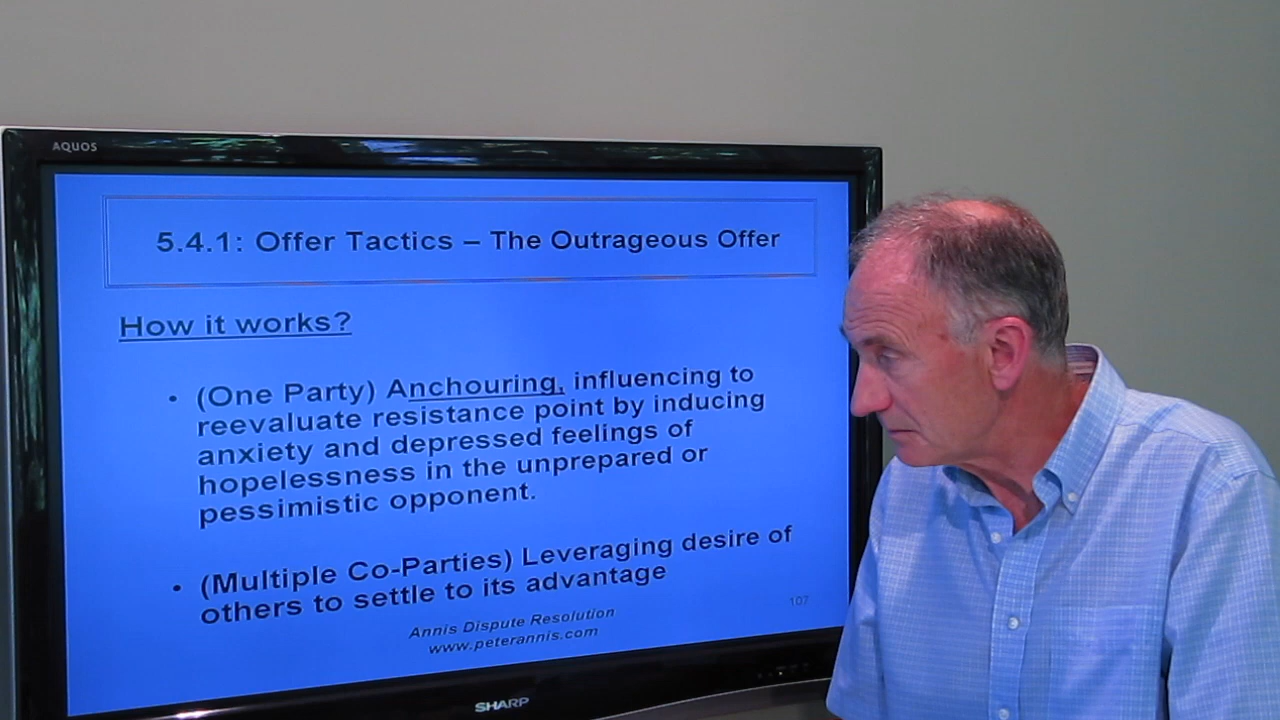 AQUOS
5.4.1: Offer Tactics – The Outrageous Offer
How it works?
• (One Party) Anchouring, influencing to
reevaluate resistance point by inducing
anxiety and depressed feelings of
hopelessness in the unprepared or
pessimistic opponent.
• (Multiple Co-Parties) Leveraging desire of
others to settle to its advantage
107
Annis Dispute Resolution
www.peterannis.com
SHARP